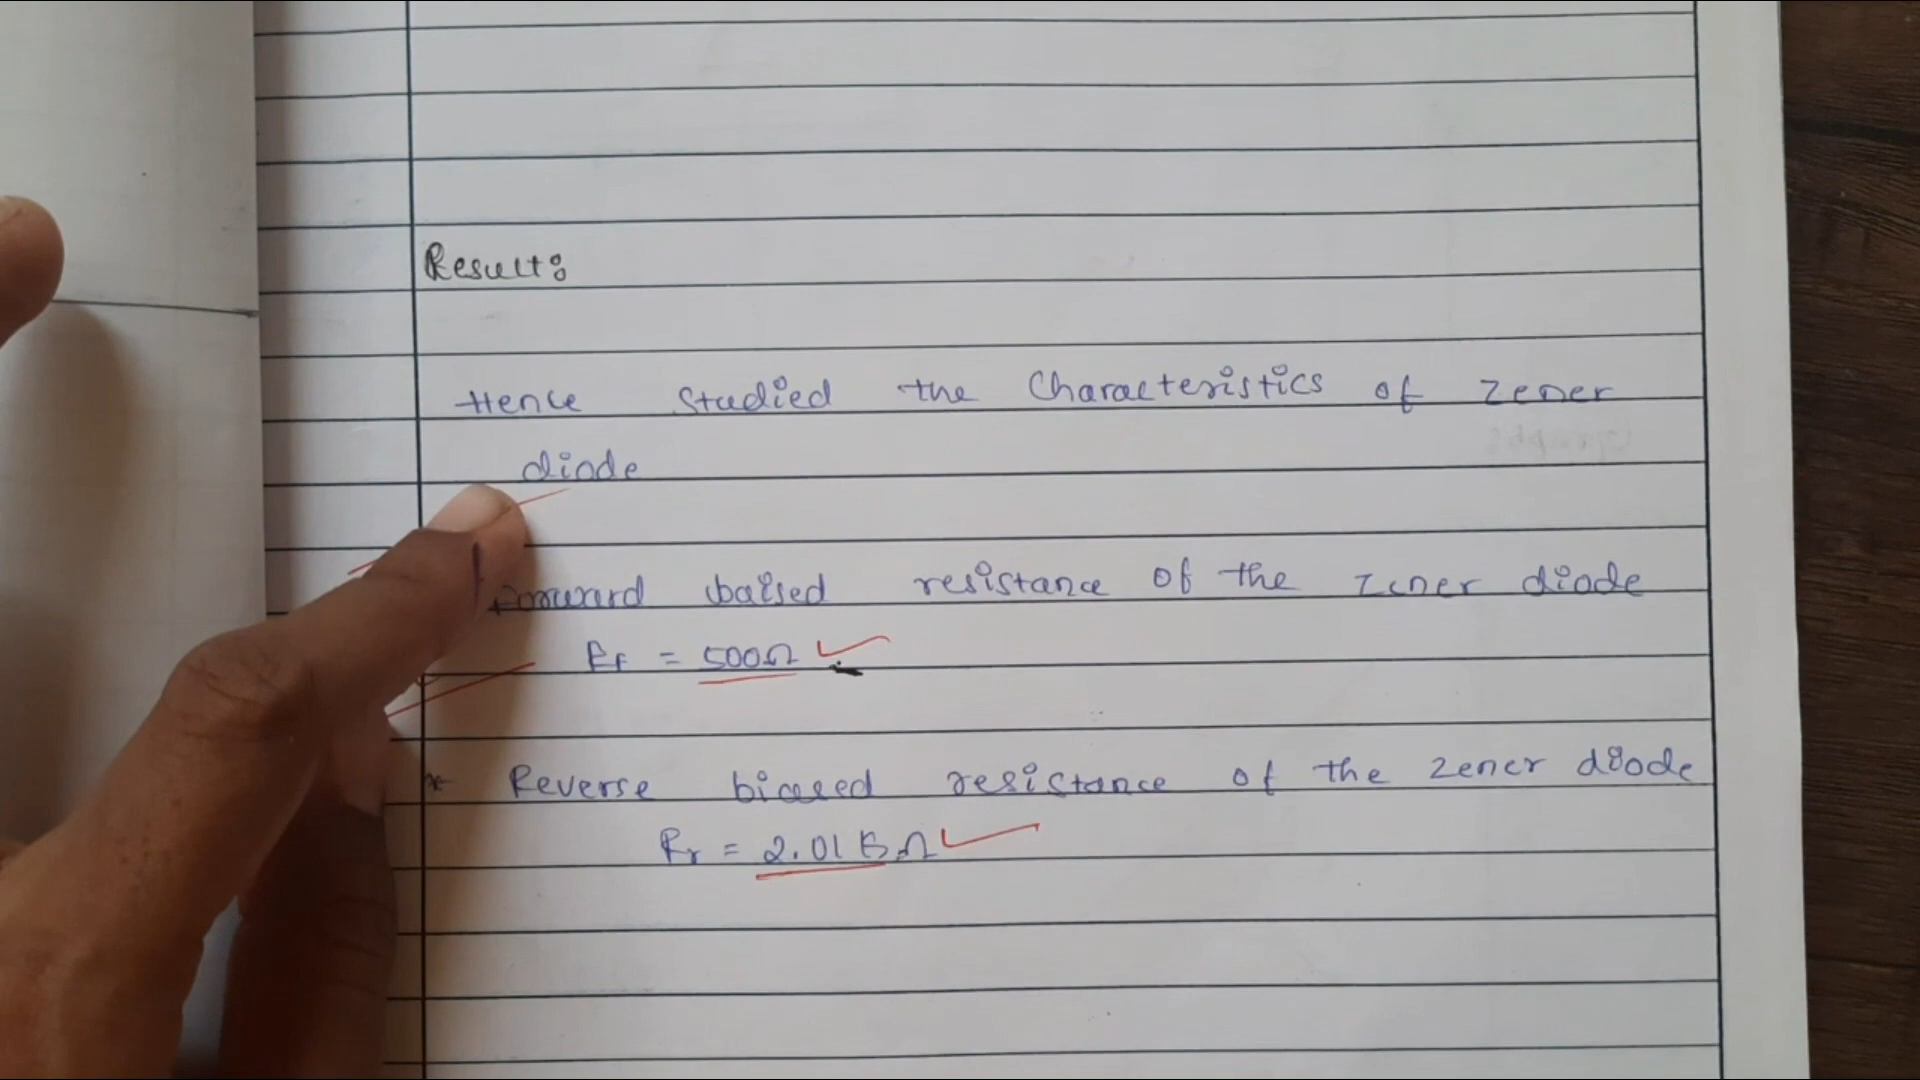 Result:
Hence studied the Characteristics of zener
diode
Forward baised resistance of the zener diode
RF = 500Ω
* Reverse biased resistance of the zener diode
Rr = 2.01 KΩ